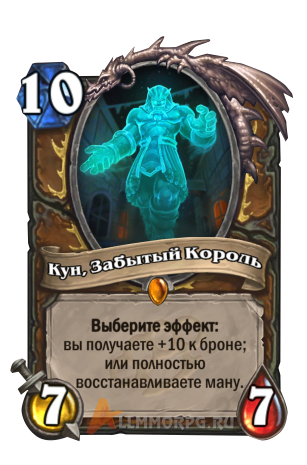 10
Кун, Забытый Король
Выберите эффект:
вы получаете +10 к броне;
или полностью
восстанавливаете ману.
7
7